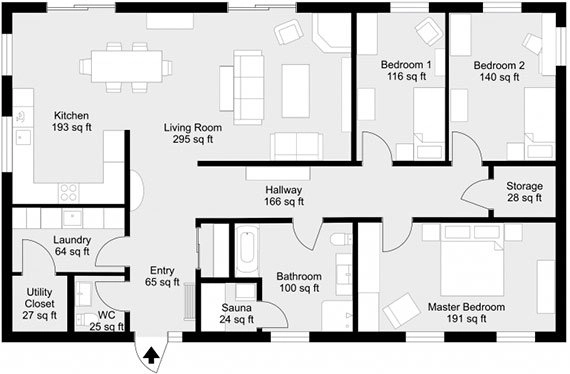 Bedroom 1
116 sq ft
Bedroom 2
140 sq ft
Kitchen
193 sq ft
Living Room
295 sq ft
Hallway
166 sq ft
Storage
28 sq ft
Laundry
64 sq ft
Entry
65 sq ft
Bathroom
100 sq ft
Utility
Closet
27 sq ft
WC
25 sq ft
Sauna
24 sq ft
Master Bedroom
191 sq ft